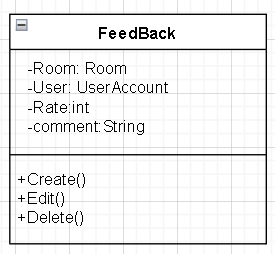 FeedBack
-Room: Room
-User: UserAccount
-Rate:int
-comment:String
+Create()
+Edit()
+Delete()